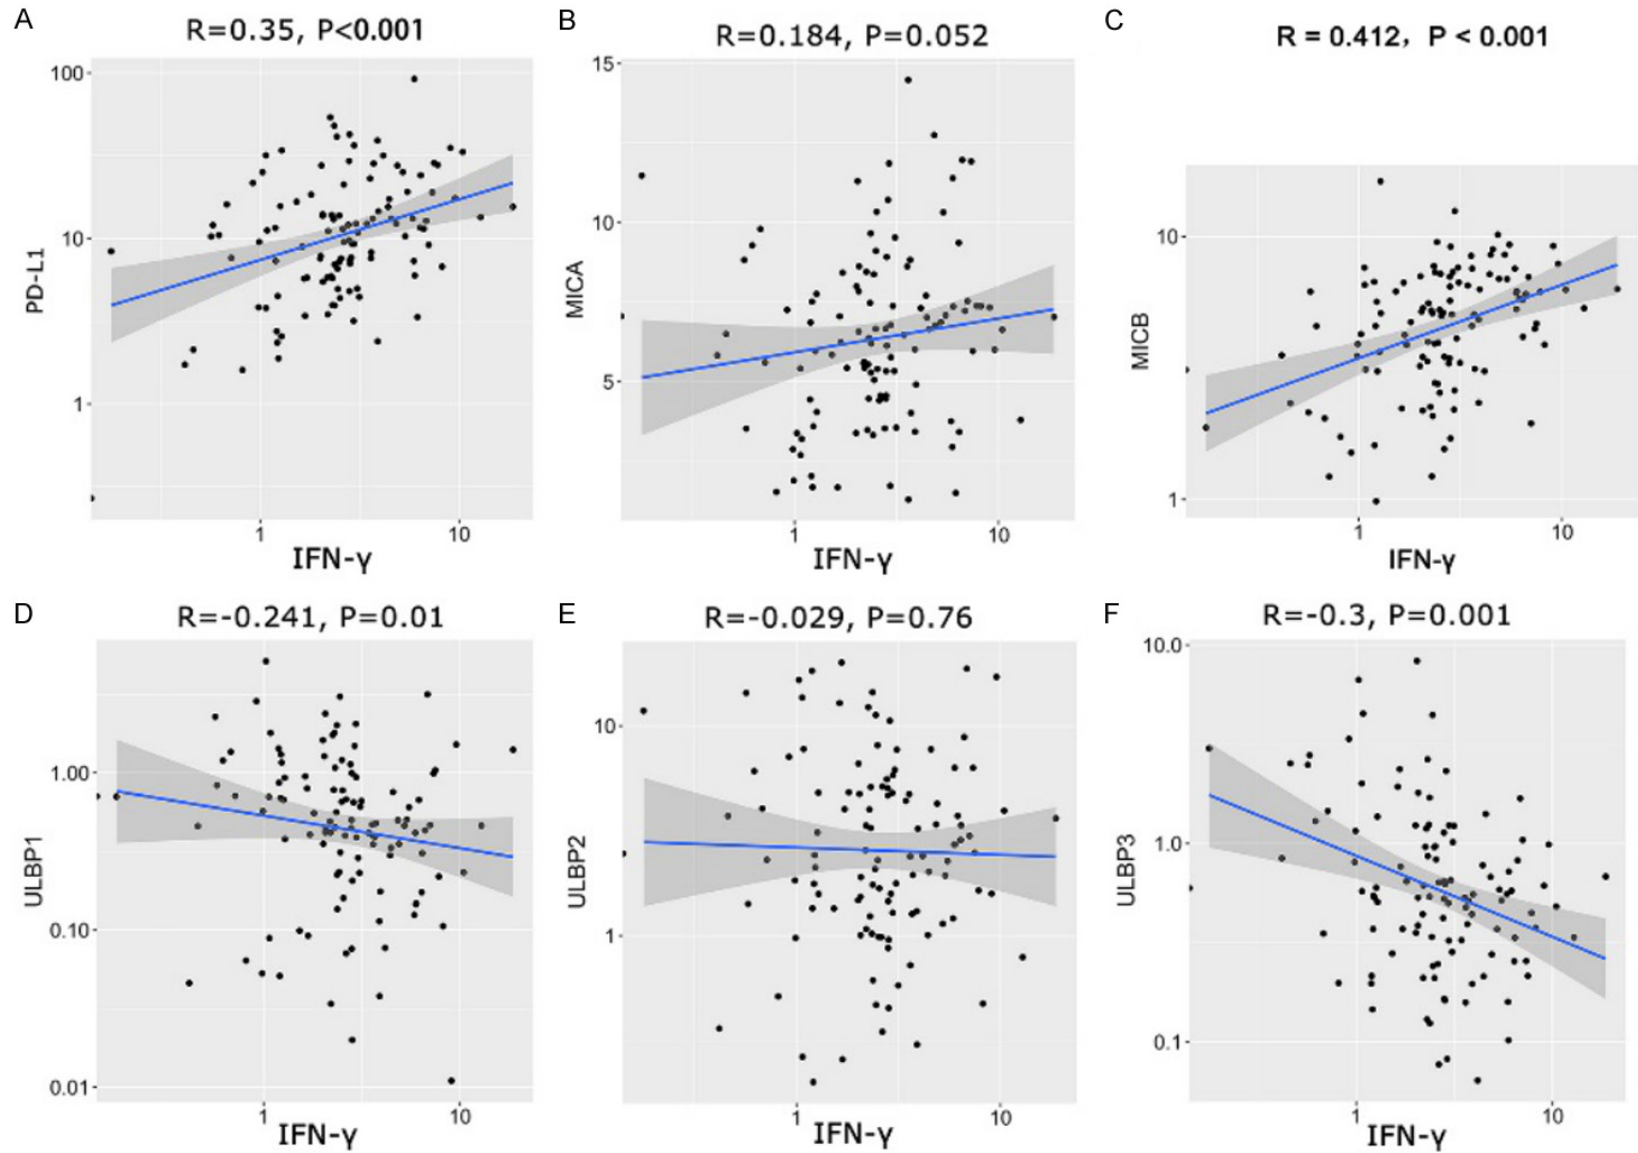 A
R=0.35, P<0.001
100
10
1
PD-L1
1
10
IFN-γ
B
R=0.184, P=0.052
15
10
5
MICA
1
10
IFN-γ
C
R = 0.412, P < 0.001
10
1
MICB
1
10
IFN-γ
D
R=-0.241, P=0.01
1.00
0.10
0.01
ULBP1
1
10
IFN-γ
E
R=-0.029, P=0.76
10
1
ULBP2
1
10
IFN-γ
F
R=-0.3, P=0.001
10.0
1.0
0.1
ULBP3
1
10
IFN-γ